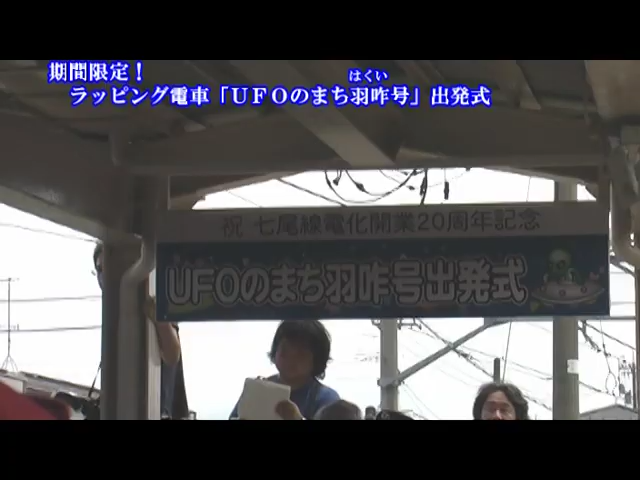 期間限定！
はくい
ラッピング電車「ＵＦＯのまち羽咋号」出発式
祝 七尾線電化開業20周年記念
UFOのまち羽咋号出発式